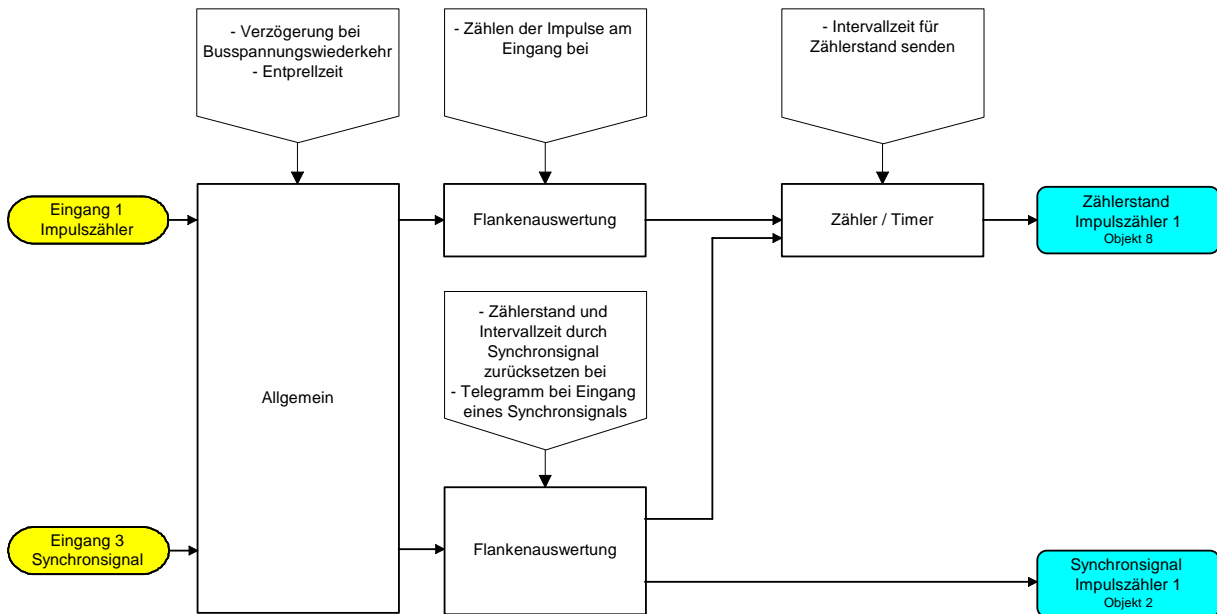 - Verzögerung bei
Busspannungswiederkehr
- Entprellzeit
- Zählen der Impulse am
Eingang bei
- Intervallzeit für
Zählerstand senden
Eingang 1
Impulszähler
Flankenauswertung
Zähler / Timer
Zählerstand
Impulszähler 1
Objekt 8
- Zählerstand und
Intervallzeit durch
Synchronsignal
zurücksetzen bei
- Telegramm bei Eingang
eines Synchronsignals
Allgemein
Eingang 3
Synchronsignal
Flankenauswertung
Synchronsignal
Impulszähler 1
Objekt 2